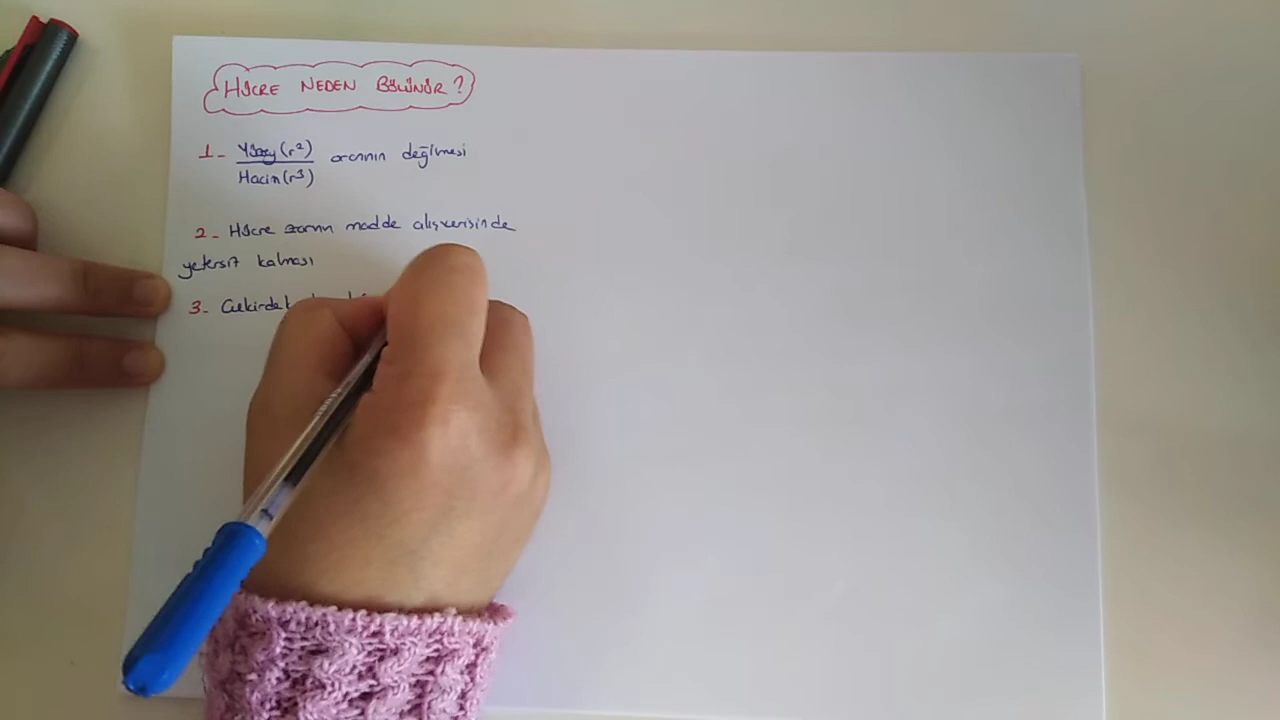 HÜCRE NEDEN BÖLÜNÜR?
1- Yüzey(r²)
Hacim(r³)
oranının değişmesi
2- Hücre zarının madde alışverişinde
yetersiz kalması
3- Çekirdek